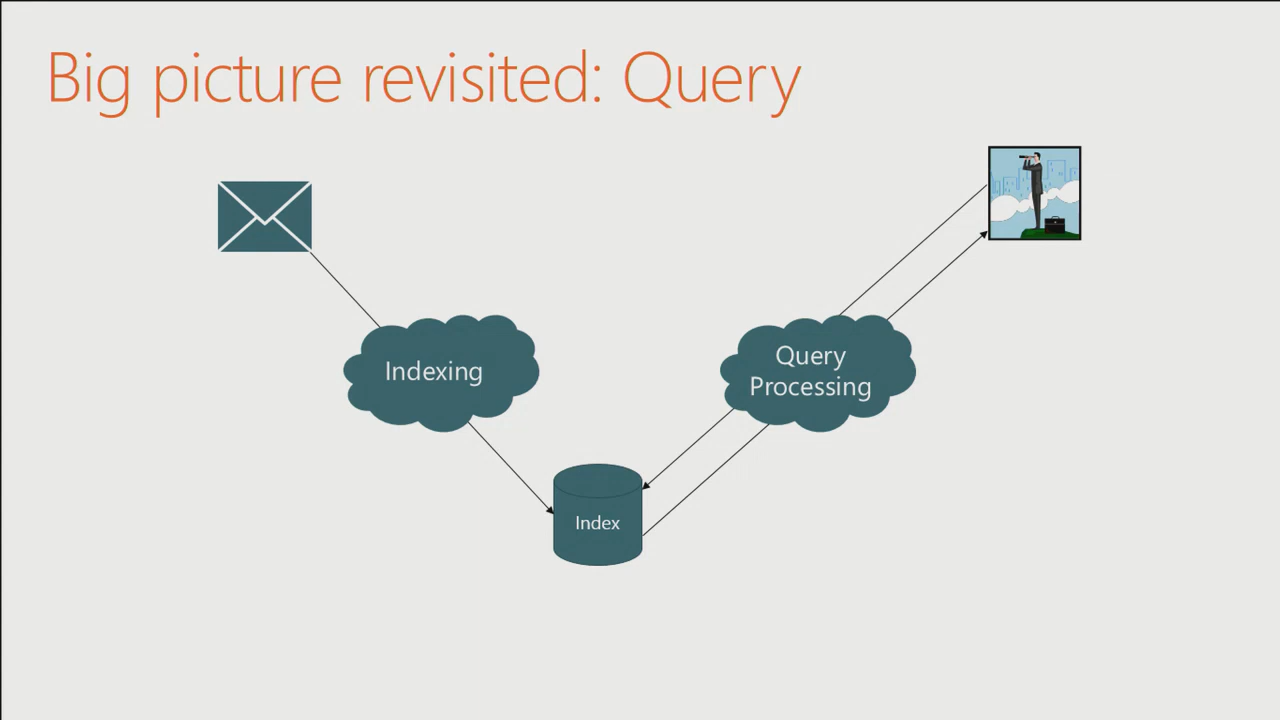 Big picture revisited: Query
Indexing
Query
Processing
Index